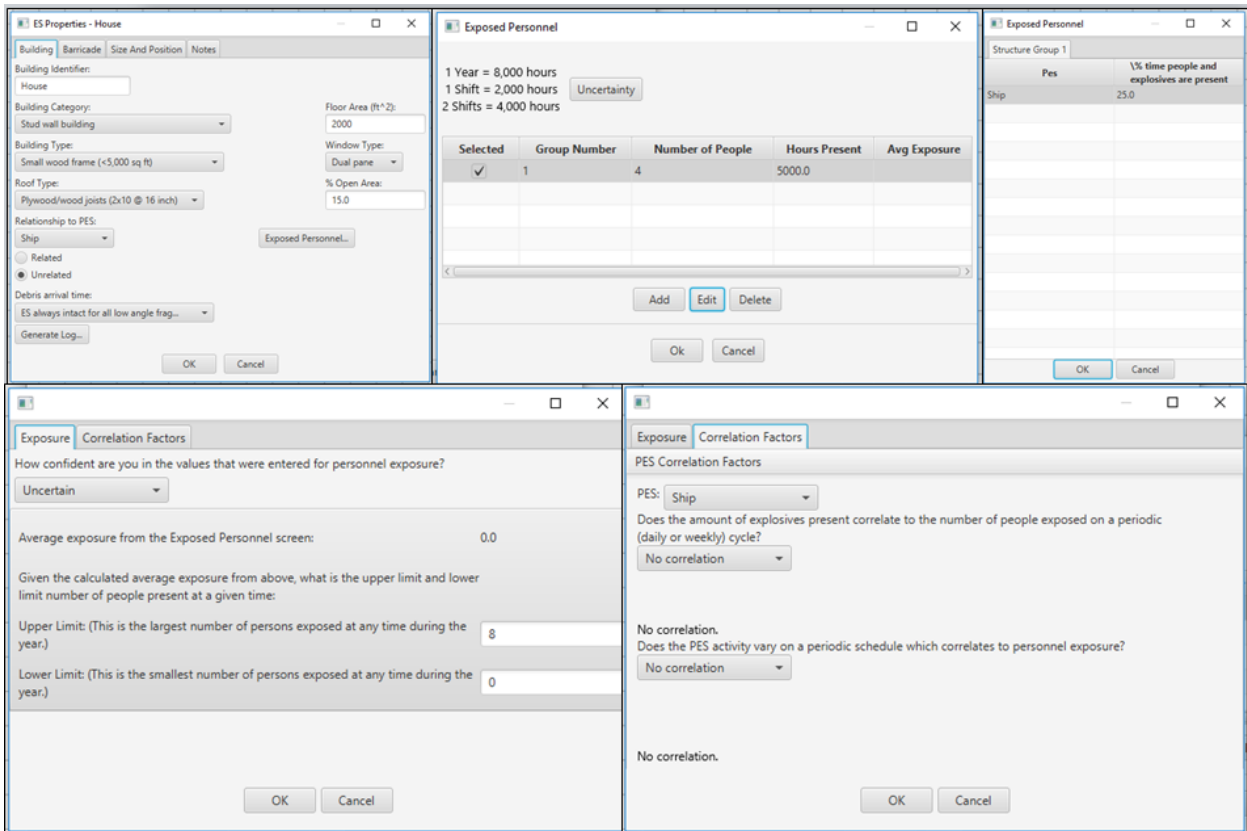 ES Properties - House
Building Barricade Size And Position Notes
Building Identifier:
House
Building Category:
Floor Area (ft^2):
Stud wall building
2000
Building Type:
Window Type:
Small wood frame (<5,000 sq ft)
Dual pane
Roof Type:
% Open Area:
Plywood/wood joists (2x10 @ 16 inch)
15.0
Relationship to PES:
Ship
Exposed Personnel...
Related
Unrelated
Debris arrival time:
ES always intact for all low angle frag...
Generate Log...
OK Cancel
Exposed Personnel
1 Year = 8,000 hours
1 Shift = 2,000 hours
Uncertainty
2 Shifts = 4,000 hours
Selected Group Number Number of People Hours Present Avg Exposure
1 4 5000.0
Add Edit Delete
Ok Cancel
Exposed Personnel
Structure Group 1
Pes
\% time people and
explosives are present
Ship 25.0
OK Cancel
Exposure Correlation Factors
How confident are you in the values that were entered for personnel exposure?
Uncertain
Average exposure from the Exposed Personnel screen: 0.0
Given the calculated average exposure from above, what is the upper limit and lower
limit number of people present at a given time:
Upper Limit: (This is the largest number of persons exposed at any time during the
year.)
8
Lower Limit: (This is the smallest number of persons exposed at any time during the
year.)
0
OK Cancel
Exposure Correlation Factors
PES Correlation Factors
PES: Ship
Does the amount of explosives present correlate to the number of people exposed on a periodic
(daily or weekly) cycle?
No correlation
No correlation.
Does the PES activity vary on a periodic schedule which correlates to personnel exposure?
No correlation
No correlation.
OK Cancel